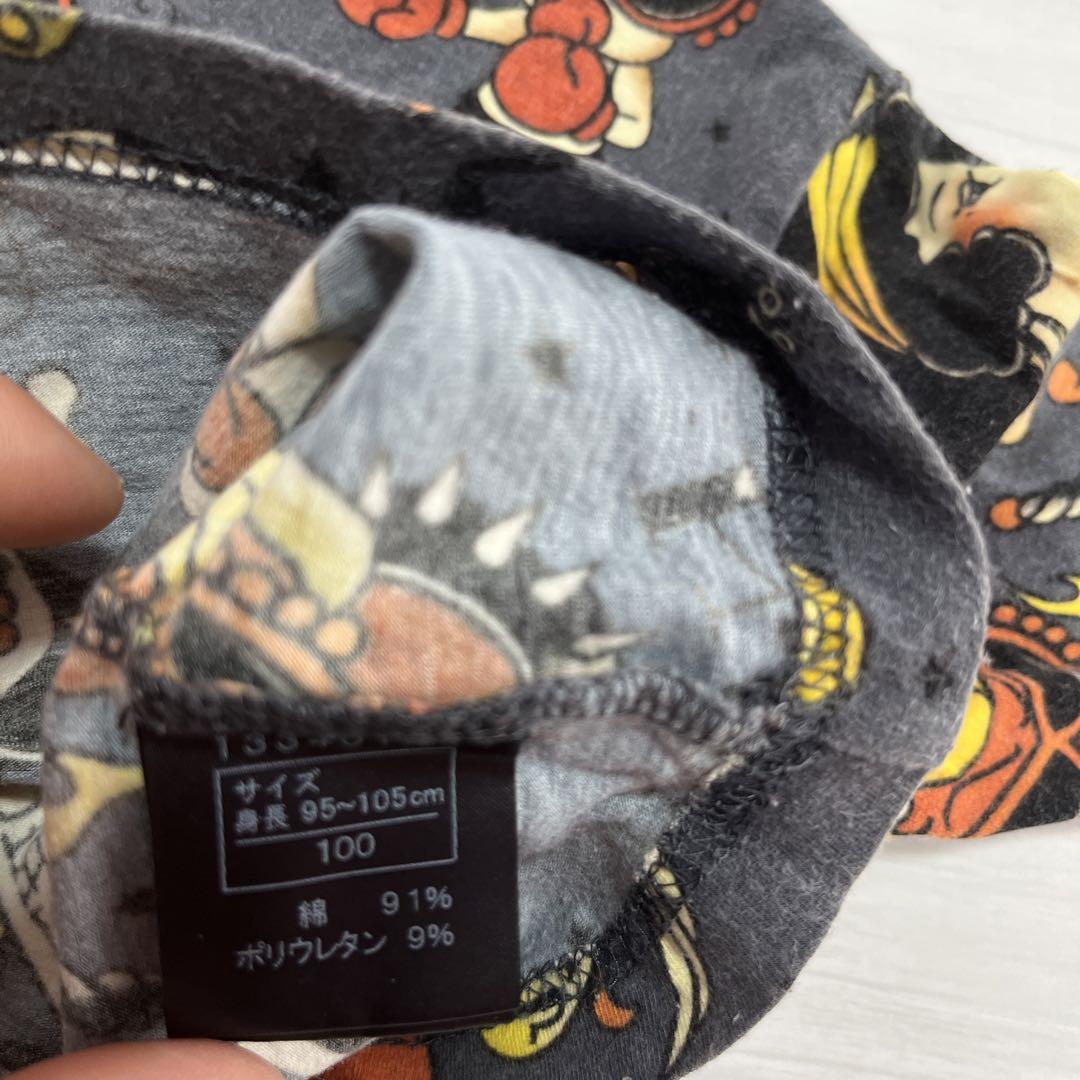 サイズ
身長 95~105cm
100
綿 91%
ポリウレタン 9%